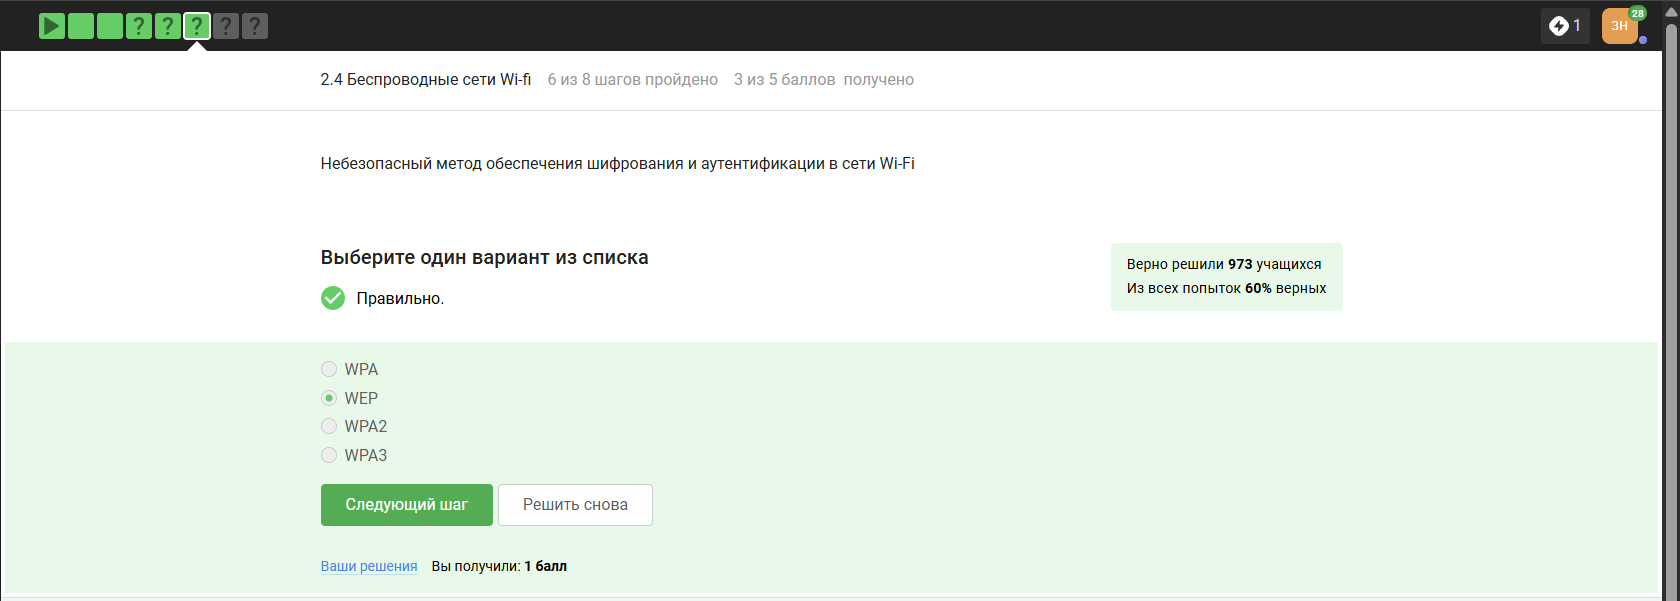 ? ? ? ? ?
1
ЗН
28
2.4 Беспроводные сети Wi-fi 6 из 8 шагов пройдено 3 из 5 баллов получено
Небезопасный метод обеспечения шифрования и аутентификации в сети Wi-Fi
Выберите один вариант из списка
Правильно.
Верно решили 973 учащихся
Из всех попыток 60% верных
WPA
WEP
WPA2
WPA3
Следующий шаг Решить снова
Ваши решения Вы получили: 1 балл